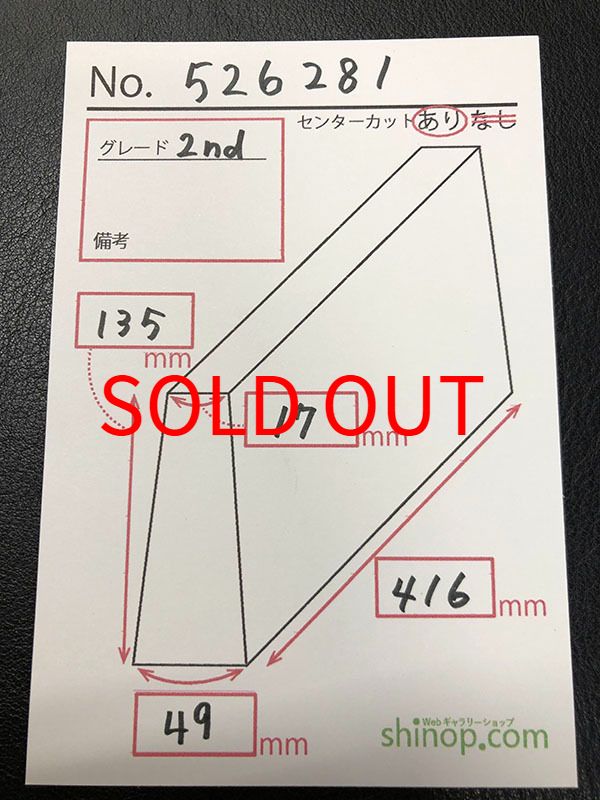 No. 526281
センターカット あり なし
グレード 2nd
備考
135
mm
SOLD OUT
17
mm
416
mm
49
mm
Webギャラリーショップ
shinop.com